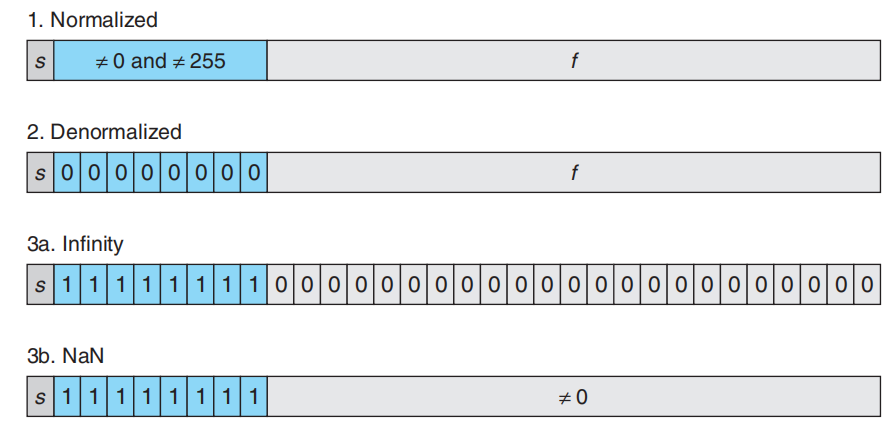 1. Normalized
s ≠ 0 and ≠ 255 f
2. Denormalized
s 0 0 0 0 0 0 0 0 f
3a. Infinity
s 1 1 1 1 1 1 1 1 0 0 0 0 0 0 0 0 0 0 0 0 0 0 0 0 0 0 0 0 0 0 0
3b. NaN
s 1 1 1 1 1 1 1 1 ≠ 0